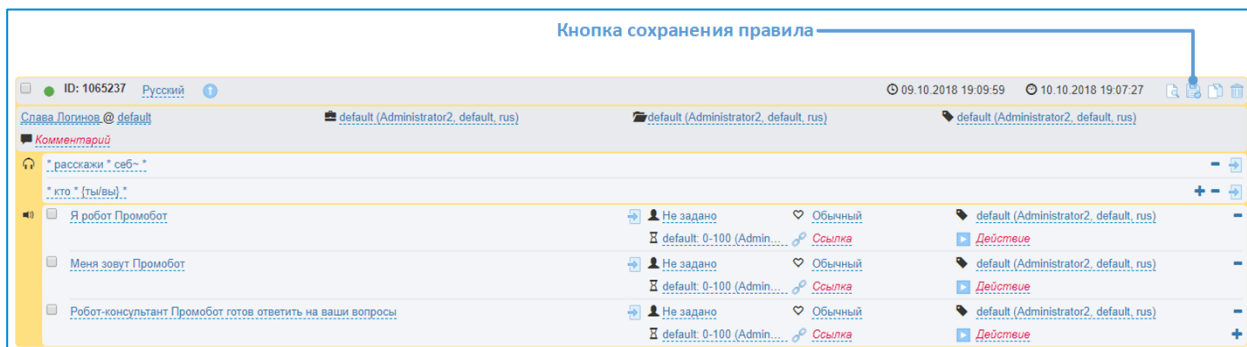 Кнопка сохранения правила
ID: 1065237 Русский 09.10.2018 19:09:59 10.10.2018 19:07:27
Слава Логинов @ default default (Administrator2, default, rus) default (Administrator2, default, rus) default (Administrator2, default, rus)
Комментарий
* расскажи * себ~ *
* кто * {ты/вы} *
Я робот Промобот Не задано Обычный default (Administrator2, default, rus)
default: 0-100 (Admin... Ссылка Действие
Меня зовут Промобот Не задано Обычный default (Administrator2, default, rus)
default: 0-100 (Admin... Ссылка Действие
Робот-консультант Промобот готов ответить на ваши вопросы Не задано Обычный default (Administrator2, default, rus)
default: 0-100 (Admin... Ссылка Действие